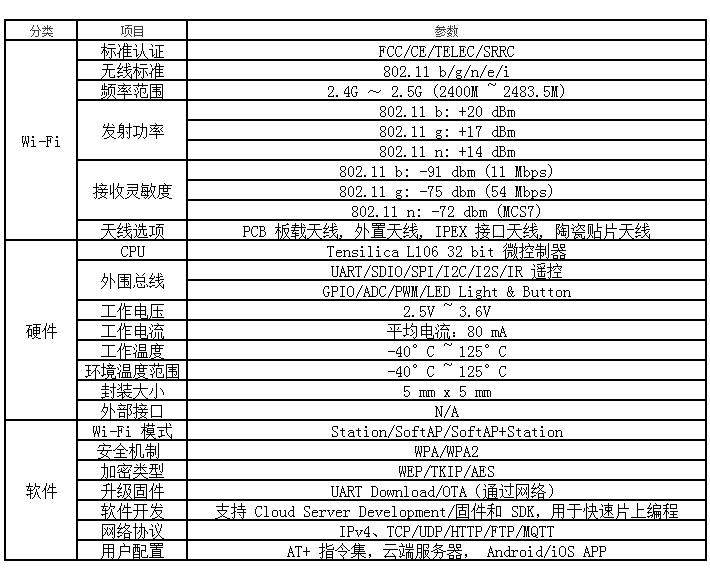 分类 项目 参数
标准认证 FCC/CE/TELEC/SRRC
无线标准 802.11 b/g/n/e/i
频率范围 2.4G ～ 2.5G (2400M ~ 2483.5M)
802.11 b: +20 dBm
发射功率 802.11 g: +17 dBm
Wi-Fi
802.11 n: +14 dBm
802.11 b: -91 dbm (11 Mbps)
接收灵敏度 802.11 g: -75 dbm (54 Mbps)
802.11 n: -72 dbm (MCS7)
天线选项 PCB 板载天线, 外置天线, IPEX 接口天线, 陶瓷贴片天线
CPU Tensilica L106 32 bit 微控制器
外围总线 UART/SDIO/SPI/I2C/I2S/IR 遥控
GPIO/ADC/PWM/LED Light & Button
工作电压 2.5V ~ 3.6V
硬件 工作电流 平均电流：80 mA
工作温度 -40°C ~ 125°C
环境温度范围 -40°C ~ 125°C
封装大小 5 mm x 5 mm
外部接口 N/A
Wi-Fi 模式 Station/SoftAP/SoftAP+Station
安全机制 WPA/WPA2
加密类型 WEP/TKIP/AES
软件 升级固件 UART Download/OTA（通过网络）
软件开发 支持 Cloud Server Development/固件和 SDK，用于快速片上编程
网络协议 IPv4、TCP/UDP/HTTP/FTP/MQTT
用户配置 AT+ 指令集，云端服务器， Android/iOS APP